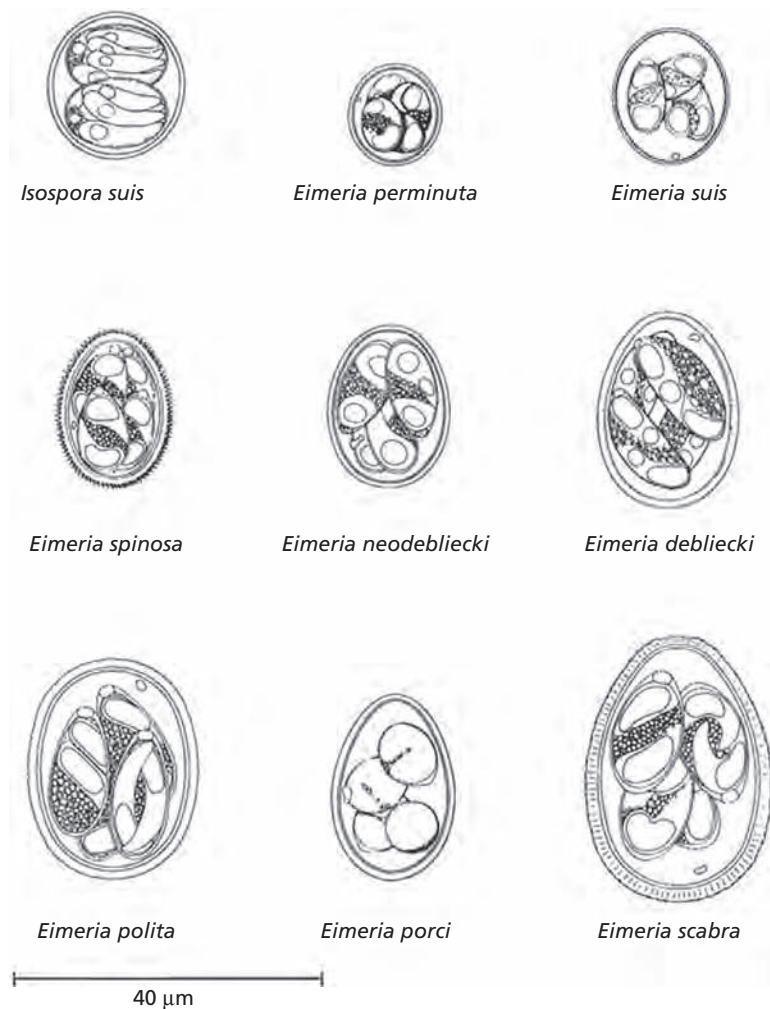 Isospora suis
Eimeria perminuta
Eimeria suis
Eimeria spinosa
Eimeria neodebliecki
Eimeria debliecki
Eimeria polita
Eimeria porci
Eimeria scabra
40 μm